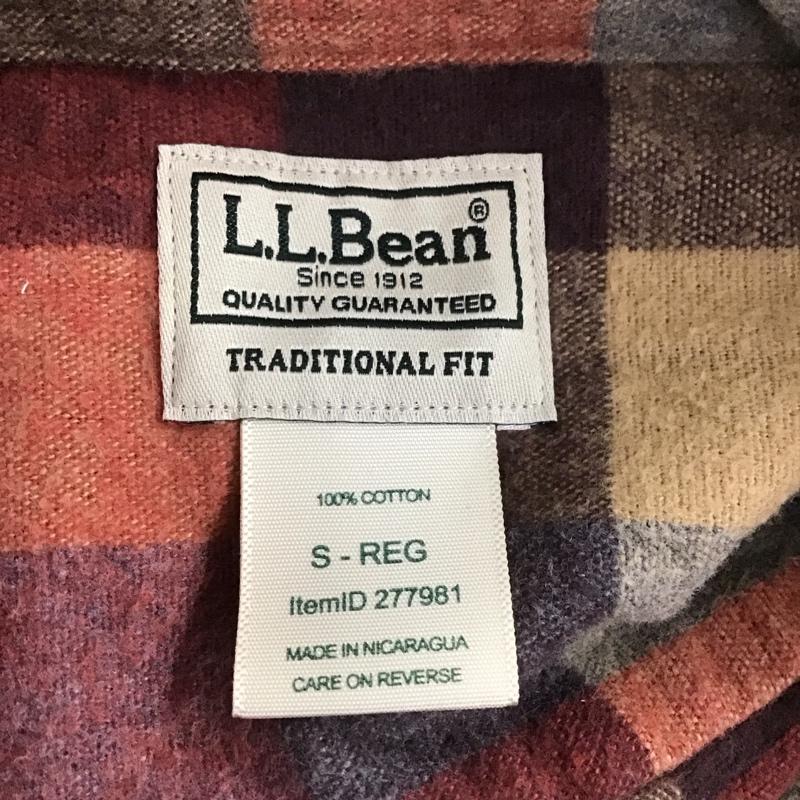 L.L.Bean®
Since 1912
QUALITY GUARANTEED
TRADITIONAL FIT
100% COTTON
S - REG
ItemID 277981
MADE IN NICARAGUA
CARE ON REVERSE